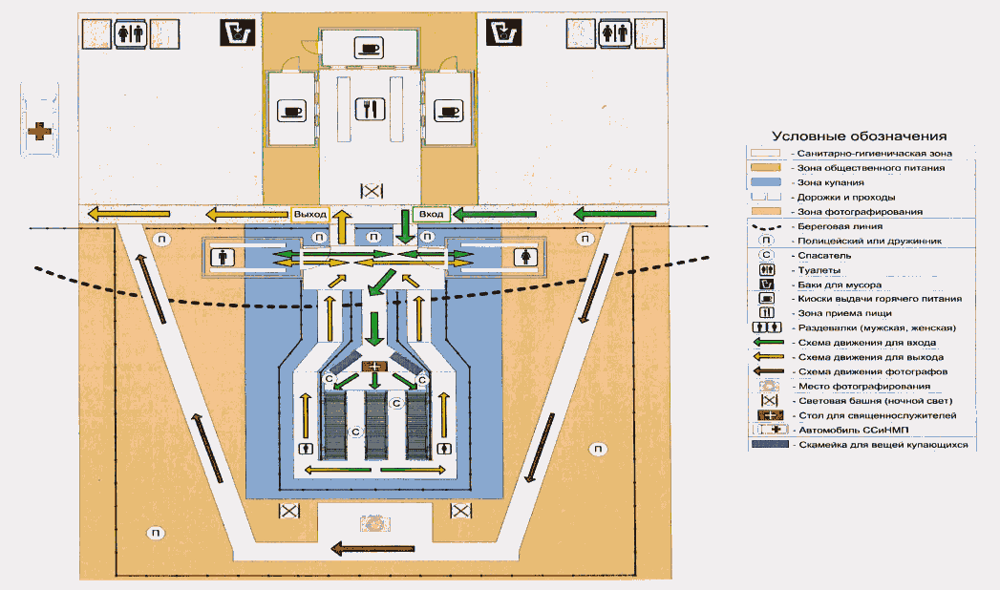 Выход
Вход
П
П
П
П
П
С
С
С
С
П
П
Условные обозначения
- Санитарно-гигиеничаская зона
- Зона общественного питания
- Зона купания
- Дорожки и проходы
- Зона фотографирования
- Береговая линия
П - Полицейский или дружинник
С - Спасатель
- Туалеты
- Баки для мусора
- Киоски выдачи горячего питания
- Зона приема пищи
- Раздевалки (мужская, женская)
- Схема движения для входа
- Схема движения для выхода
- Схема движения фотографов
- Место фотографирования
- Световая башня (ночной свет)
- Стол для священнослужителей
- Автомобиль ССиНМП
- Скамейка для вещей купающихся